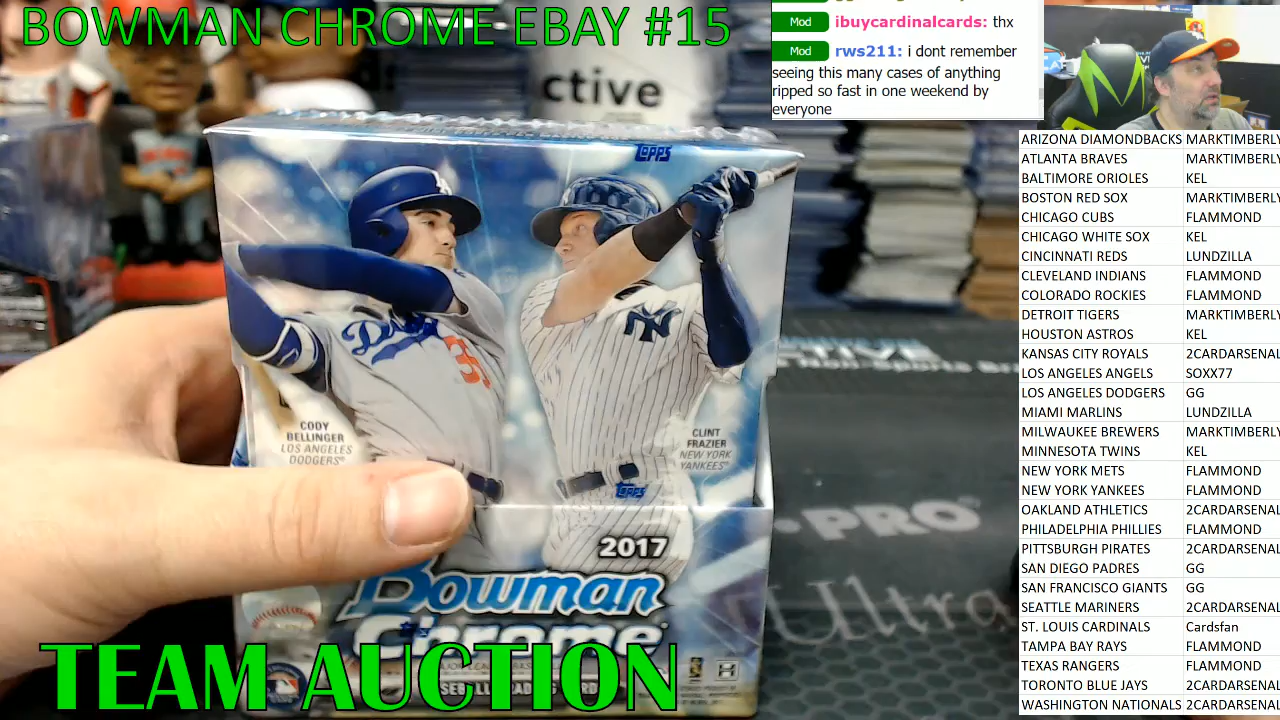 BOWMAN CHROME EBAY #15
Mod ibuycardinalcards: thx
Mod rws211: i dont remember
seeing this many cases of anything
ripped so fast in one weekend by
everyone
ctive
TOPPS
Dodgers
CODY
BELLINGER
LOS ANGELES
DODGERS
CLINT
FRAZIER
NEW YORK
YANKEES
Topps
2017
Bowman
Chrome
TEAM AUCTION
-PRO
Ultra
ARIZONA DIAMONDBACKS MARKTIMBERLY
ATLANTA BRAVES MARKTIMBERLY
BALTIMORE ORIOLES KEL
BOSTON RED SOX MARKTIMBERLY
CHICAGO CUBS FLAMMOND
CHICAGO WHITE SOX KEL
CINCINNATI REDS LUNDZILLA
CLEVELAND INDIANS FLAMMOND
COLORADO ROCKIES FLAMMOND
DETROIT TIGERS MARKTIMBERLY
HOUSTON ASTROS KEL
KANSAS CITY ROYALS 2CARDARSENAL
LOS ANGELES ANGELS SOXX77
LOS ANGELES DODGERS GG
MIAMI MARLINS LUNDZILLA
MILWAUKEE BREWERS MARKTIMBERLY
MINNESOTA TWINS KEL
NEW YORK METS FLAMMOND
NEW YORK YANKEES FLAMMOND
OAKLAND ATHLETICS 2CARDARSENAL
PHILADELPHIA PHILLIES FLAMMOND
PITTSBURGH PIRATES 2CARDARSENAL
SAN DIEGO PADRES GG
SAN FRANCISCO GIANTS GG
SEATTLE MARINERS 2CARDARSENAL
ST. LOUIS CARDINALS Cardsfan
TAMPA BAY RAYS FLAMMOND
TEXAS RANGERS FLAMMOND
TORONTO BLUE JAYS 2CARDARSENAL
WASHINGTON NATIONALS 2CARDARSENAL